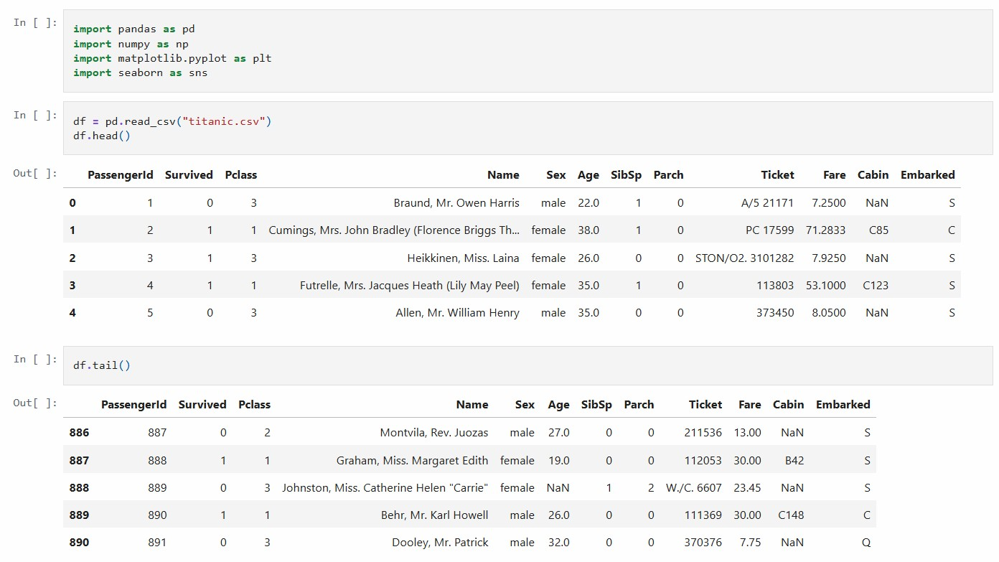 In [ ]:
import pandas as pd
import numpy as np
import matplotlib.pyplot as plt
import seaborn as sns
In [ ]:
df = pd.read_csv("titanic.csv")
df.head()
Out[ ]:
PassengerId Survived Pclass Name Sex Age SibSp Parch Ticket Fare Cabin Embarked
0 1 0 3 Braund, Mr. Owen Harris male 22.0 1 0 A/5 21171 7.2500 NaN S
1 2 1 1 Cumings, Mrs. John Bradley (Florence Briggs Th... female 38.0 1 0 PC 17599 71.2833 C85 C
2 3 1 3 Heikkinen, Miss. Laina female 26.0 0 0 STON/O2. 3101282 7.9250 NaN S
3 4 1 1 Futrelle, Mrs. Jacques Heath (Lily May Peel) female 35.0 1 0 113803 53.1000 C123 S
4 5 0 3 Allen, Mr. William Henry male 35.0 0 0 373450 8.0500 NaN S
In [ ]:
df.tail()
Out[ ]:
PassengerId Survived Pclass Name Sex Age SibSp Parch Ticket Fare Cabin Embarked
886 887 0 2 Montvila, Rev. Juozas male 27.0 0 0 211536 13.00 NaN S
887 888 1 1 Graham, Miss. Margaret Edith female 19.0 0 0 112053 30.00 B42 S
888 889 0 3 Johnston, Miss. Catherine Helen "Carrie" female NaN 1 2 W./C. 6607 23.45 NaN S
889 890 1 1 Behr, Mr. Karl Howell male 26.0 0 0 111369 30.00 C148 C
890 891 0 3 Dooley, Mr. Patrick male 32.0 0 0 370376 7.75 NaN Q